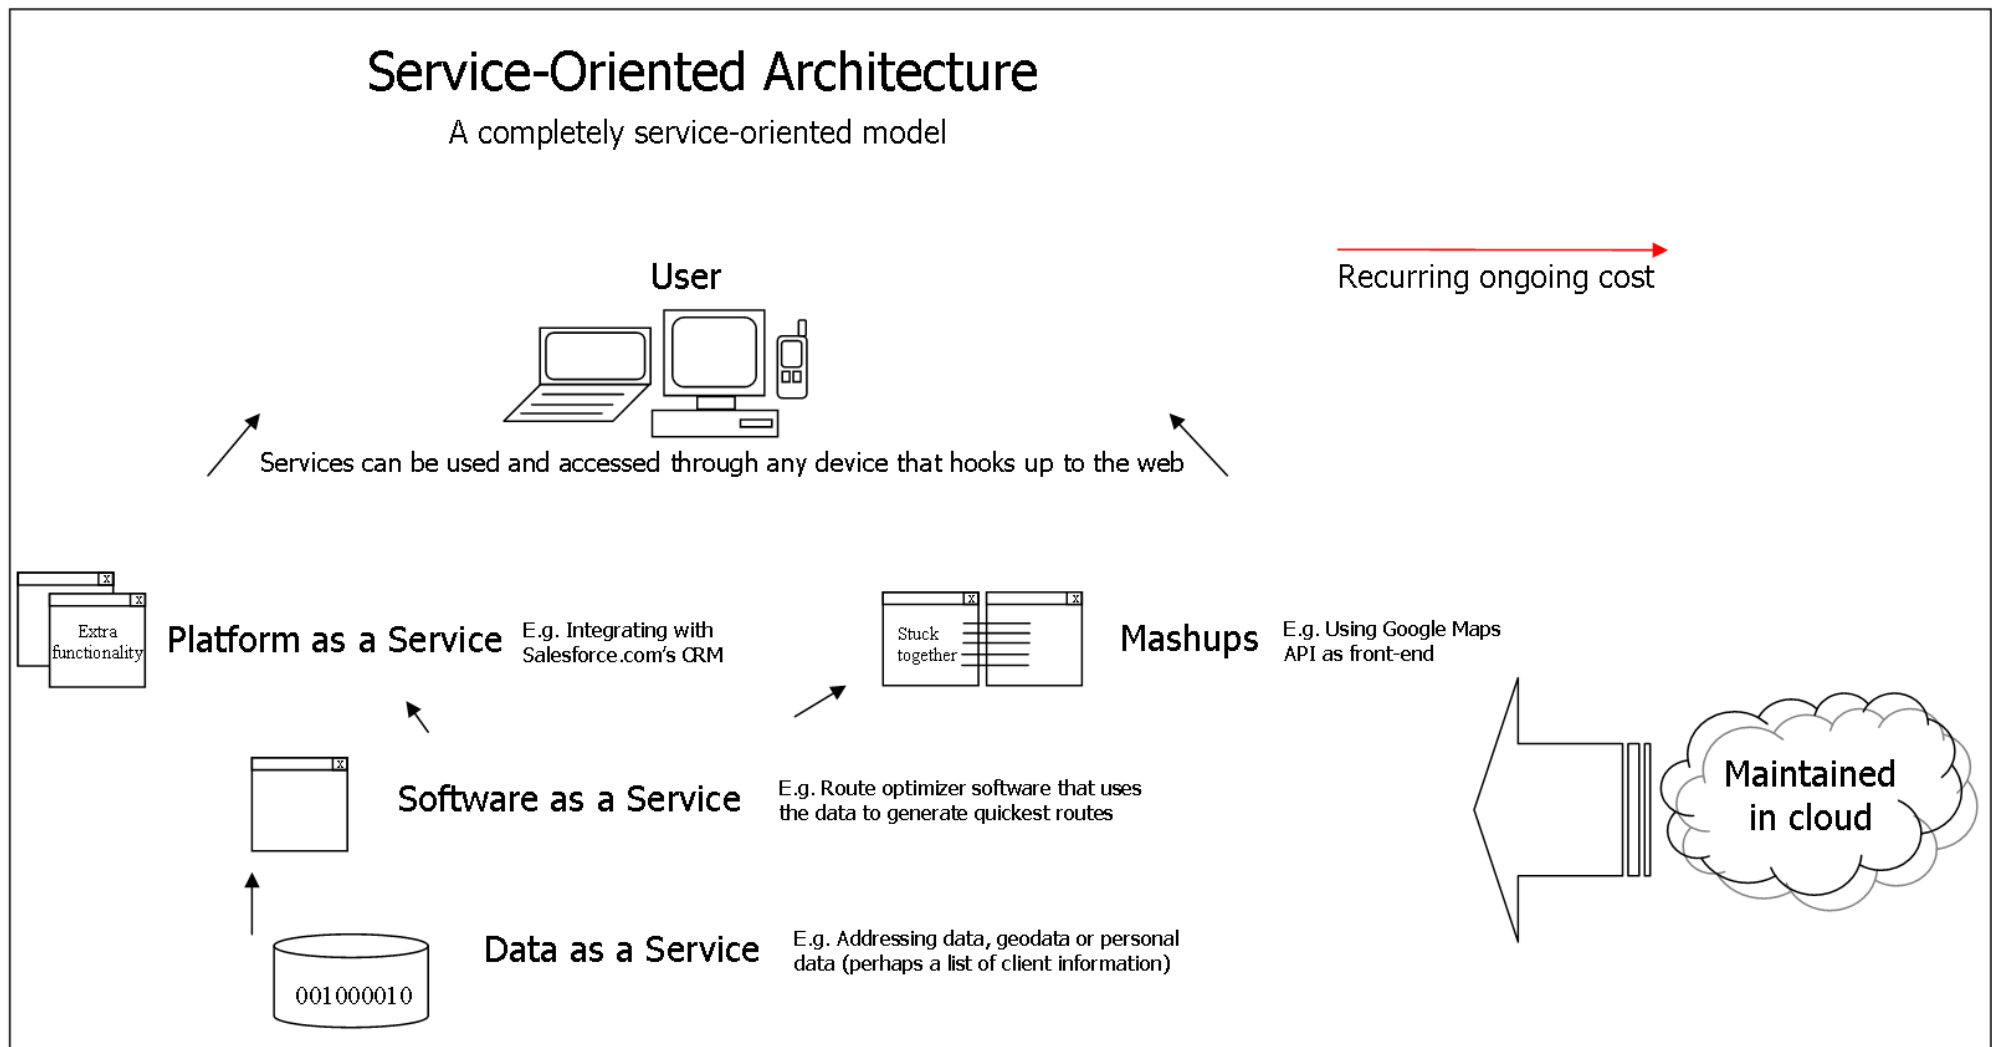 Service-Oriented Architecture
A completely service-oriented model
User
Recurring ongoing cost
Services can be used and accessed through any device that hooks up to the web
X
X
Extra
functionality
Platform as a Service
E.g. Integrating with
Salesforce.com's CRM
X
X
Stuck
together
Mashups
E.g. Using Google Maps
API as front-end
X
Software as a Service
E.g. Route optimizer software that uses
the data to generate quickest routes
Maintained
in cloud
001000010
Data as a Service
E.g. Addressing data, geodata or personal
data (perhaps a list of client information)